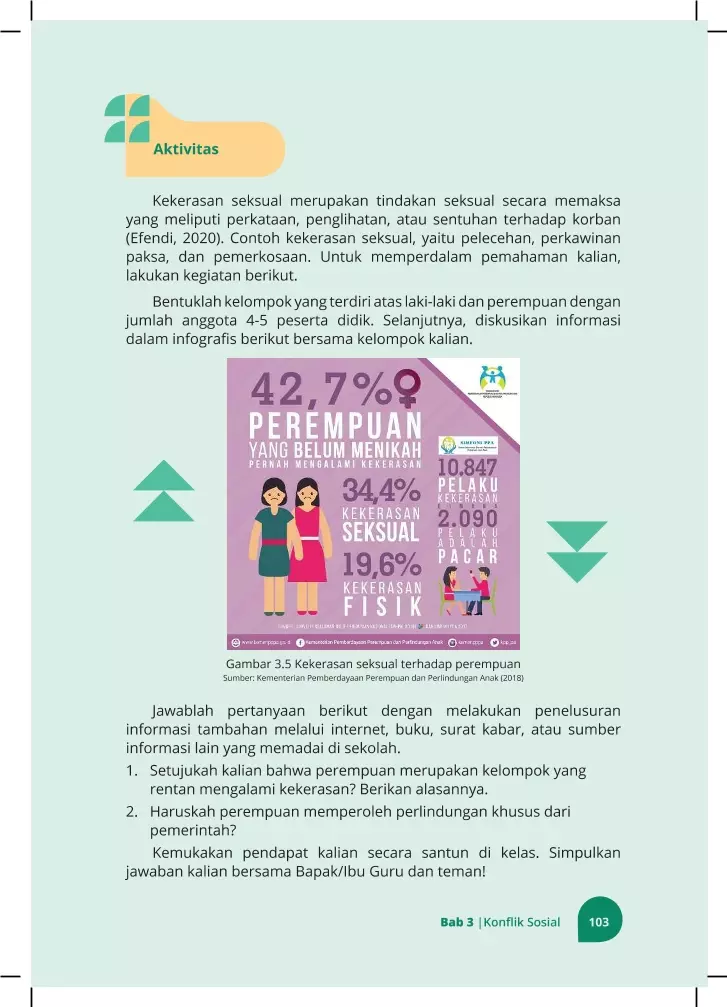 Aktivitas
Kekerasan seksual merupakan tindakan seksual secara memaksa
yang meliputi perkataan, penglihatan, atau sentuhan terhadap korban
(Efendi, 2020). Contoh kekerasan seksual, yaitu pelecehan, perkawinan
paksa, dan pemerkosaan. Untuk memperdalam pemahaman kalian,
lakukan kegiatan berikut.
Bentuklah kelompok yang terdiri atas laki-laki dan perempuan dengan
jumlah anggota 4-5 peserta didik. Selanjutnya, diskusikan informasi
dalam infografis berikut bersama kelompok kalian.
42,7%
PEREMPUAN
YANG BELUM MENIKAH
PERNAH MENGALAMI KEKERASAN
34,4%
KEKERASAN
SEKSUAL
19,6%
KEKERASAN
FISIK
SIMFONI PPA
10.847
PELAKU
KEKERASAN
2.090
PELAKU
ADALAH
PACAR
www.kemenpppa.go.id
Kementerian Pemberdayaan Perempuan dan Perlindungan Anak
kemenpppa
Gambar 3.5 Kekerasan seksual terhadap perempuan
Sumber: Kementerian Pemberdayaan Perempuan dan Perlindungan Anak (2018)
Jawablah pertanyaan berikut dengan melakukan penelusuran
informasi tambahan melalui internet, buku, surat kabar, atau sumber
informasi lain yang memadai di sekolah.
1. Setujukah kalian bahwa perempuan merupakan kelompok yang
rentan mengalami kekerasan? Berikan alasannya.
2. Haruskah perempuan memperoleh perlindungan khusus dari
pemerintah?
Kemukakan pendapat kalian secara santun di kelas. Simpulkan
jawaban kalian bersama Bapak/Ibu Guru dan teman!
Bab 3 |Konflik Sosial 103